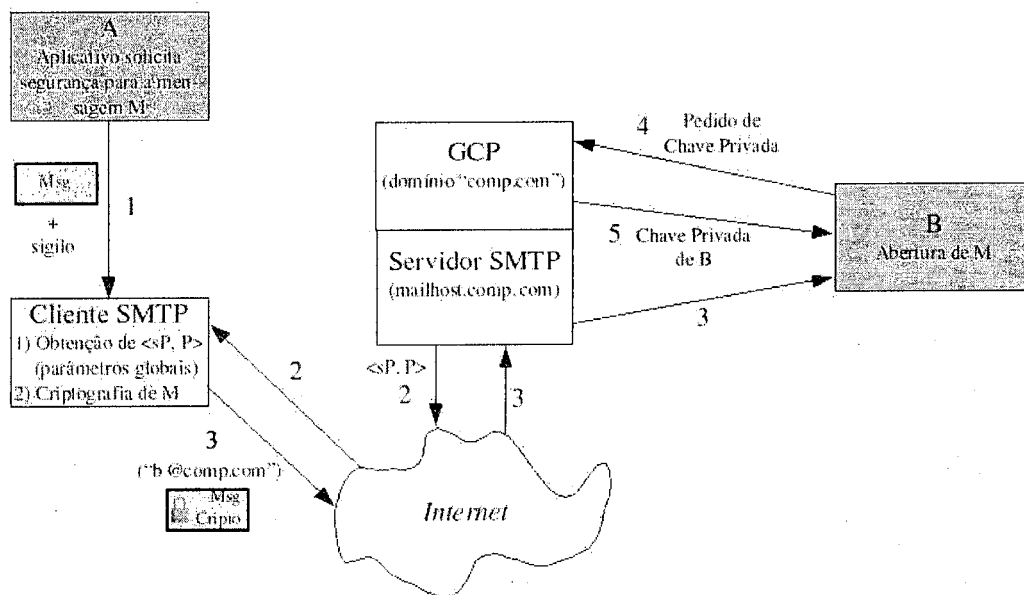 A
Aplicativo solicita
segurança para a men-
sagem M
Msg
+
sigilo
1
Cliente SMTP
1) Obtenção de <sP, P>
(parâmetros globais)
2) Criptografia de M
2
3
("b@comp.com")
Msg
Cripto
GCP
(domínio "comp.com")
Servidor SMTP
(mailhost.comp.com)
<sP, P>
2
3
Internet
4
Pedido de
Chave Privada
5 Chave Privada
de B
3
B
Abertura de M